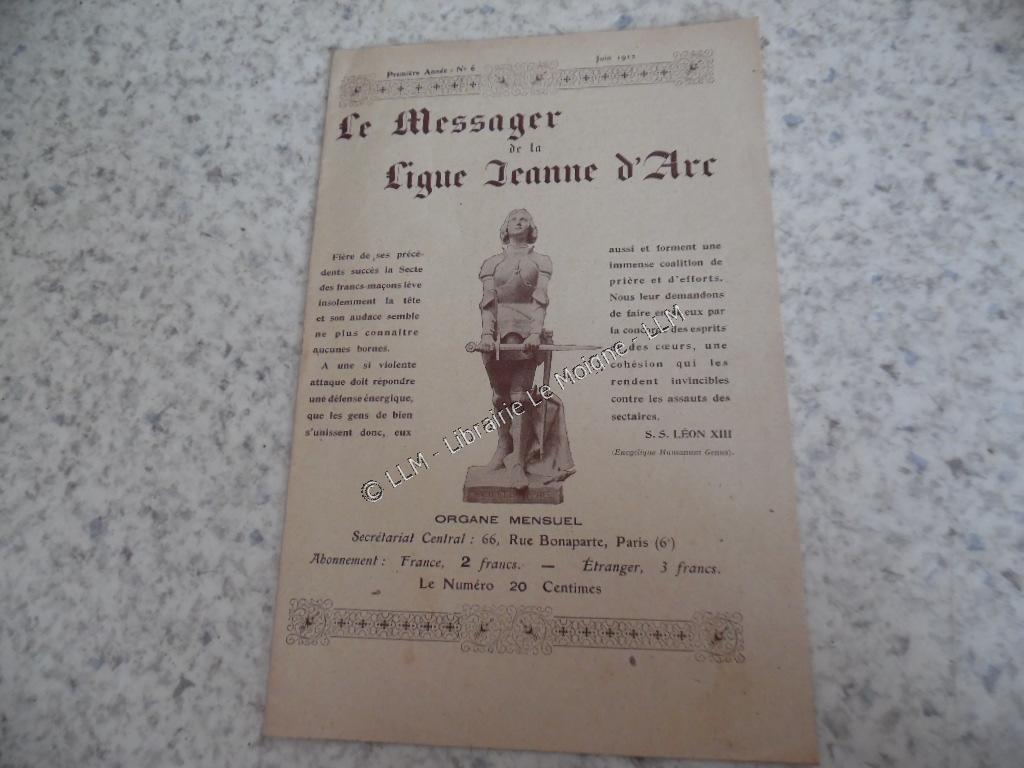 Première Année - N° 6
Juin 1912
Le Messager
de la
Ligue Jeanne d'Arc
Fière de ses précé-
dents succès la Secte
des francs-maçons lève
insolemment la tête
et son audace semble
ne plus connaître
aucunes bornes.
A une si violente
attaque doit répondre
une défense énergique,
que les gens de bien
s'unissent donc, eux
aussi et forment une
immense coalition de
prière et d'efforts.
Nous leur demandons
de faire entre eux par
la concorde des esprits
et des cœurs, une
cohésion qui les
rendent invincibles
contre les assauts des
sectaires.
S. S. LÉON XIII
(Encyclique Humanum Genus).
ORGANE MENSUEL
Secrétariat Central : 66, Rue Bonaparte, Paris (6e)
Abonnement : France, 2 francs. — Étranger, 3 francs.
Le Numéro 20 Centimes
© LLM - Librairie Le Moigne - LLM